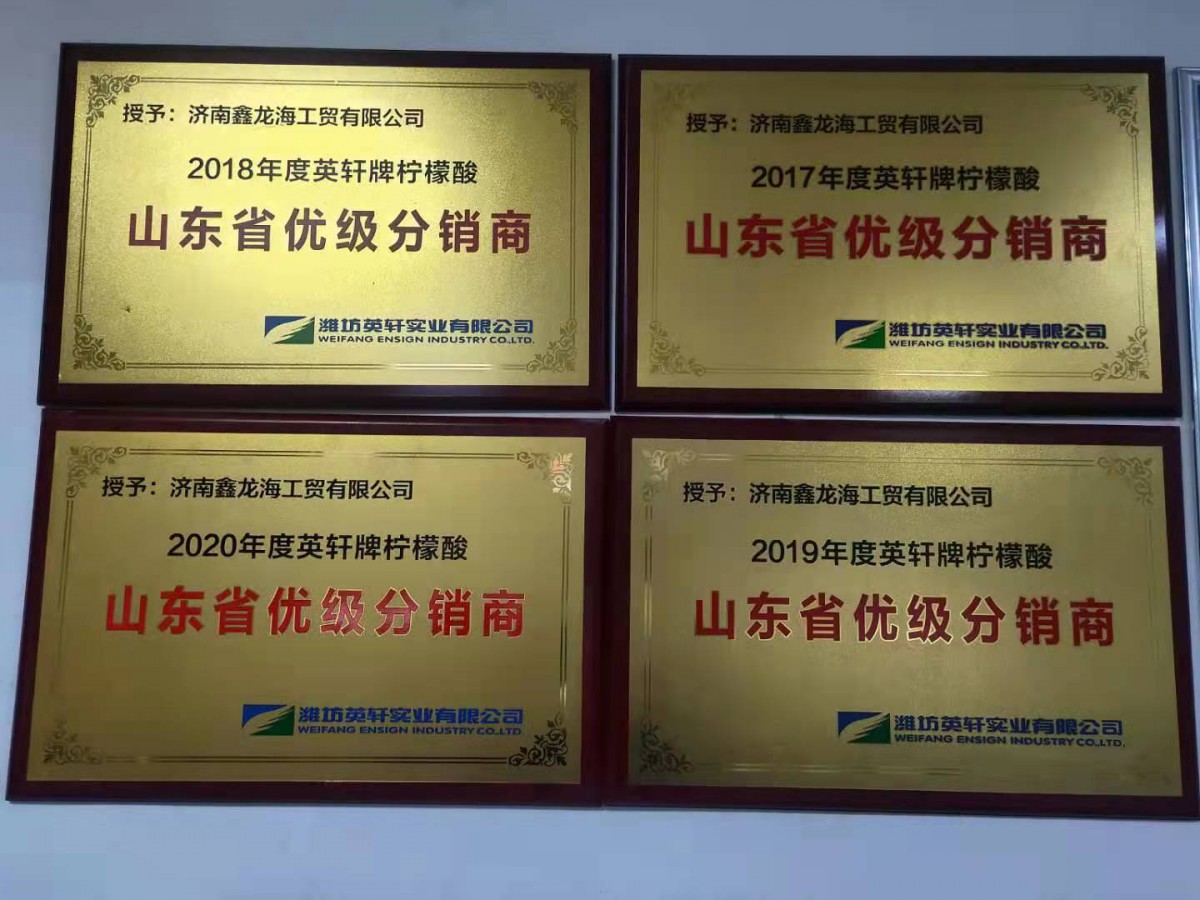 授予：济南鑫龙海工贸有限公司
2018年度英轩牌柠檬酸
山东省优级分销商
潍坊英轩实业有限公司
WEIFANG ENSIGN INDUSTRY CO.,LTD.
授予：济南鑫龙海工贸有限公司
2017年度英轩牌柠檬酸
山东省优级分销商
潍坊英轩实业有限公司
WEIFANG ENSIGN INDUSTRY CO.,LTD.
授予：济南鑫龙海工贸有限公司
2020年度英轩牌柠檬酸
山东省优级分销商
潍坊英轩实业有限公司
WEIFANG ENSIGN INDUSTRY CO.,LTD.
授予：济南鑫龙海工贸有限公司
2019年度英轩牌柠檬酸
山东省优级分销商
潍坊英轩实业有限公司
WEIFANG ENSIGN INDUSTRY CO.,LTD.